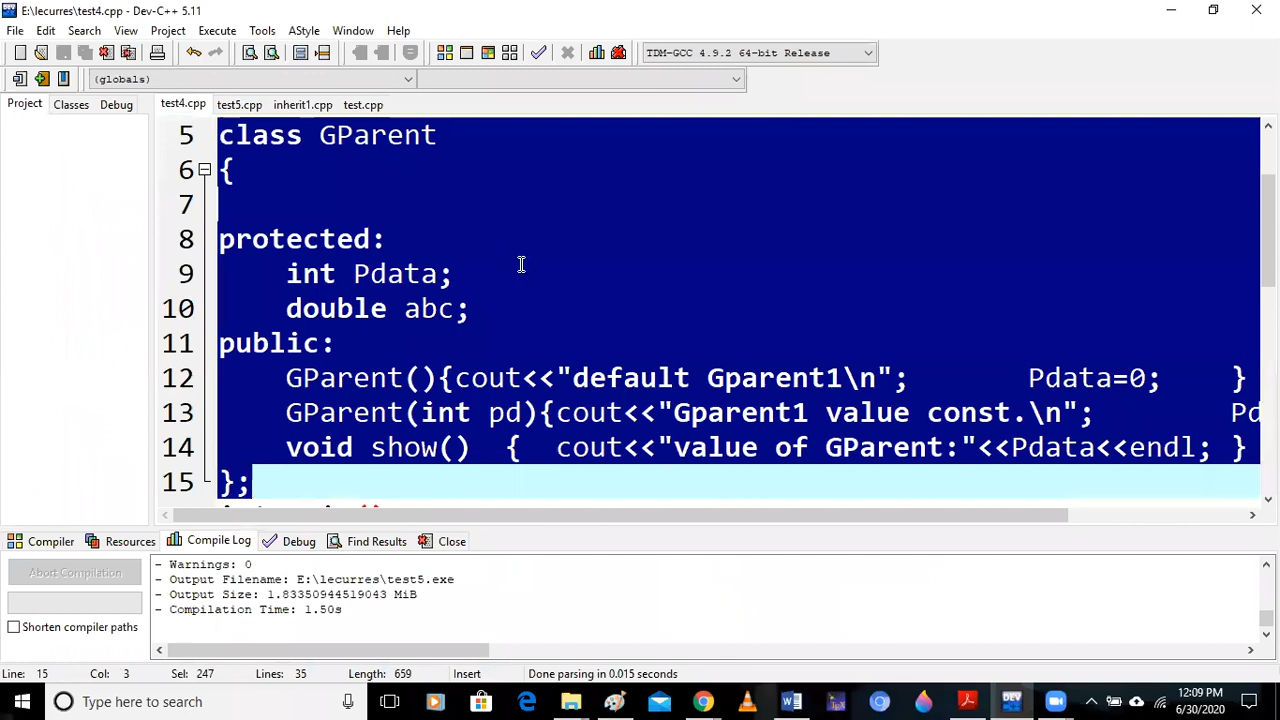 E:\lecurres\test4.cpp - Dev-C++ 5.11
File Edit Search View Project Execute Tools AStyle Window Help
TDM-GCC 4.9.2 64-bit Release
(globals)
Project Classes Debug test4.cpp test5.cpp inherit1.cpp test.cpp
5 class GParent
6 {
7
8 protected:
9 int Pdata;
10 double abc;
11 public:
12 GParent(){cout<<"default Gparent1\n"; Pdata=0; }
13 GParent(int pd){cout<<"Gparent1 value const.\n"; Pd
14 void show() { cout<<"value of GParent:"<<Pdata<<endl; }
15 };
Compiler Resources Compile Log Debug Find Results Close
Abort Compilation
Shorten compiler paths
- Warnings: 0
- Output Filename: E:\lecurres\test5.exe
- Output Size: 1.83350944519043 MiB
- Compilation Time: 1.50s
Line: 15 Col: 3 Sel: 247 Lines: 35 Length: 659 Insert Done parsing in 0.015 seconds
Type here to search
DEV
12:09 PM
6/30/2020